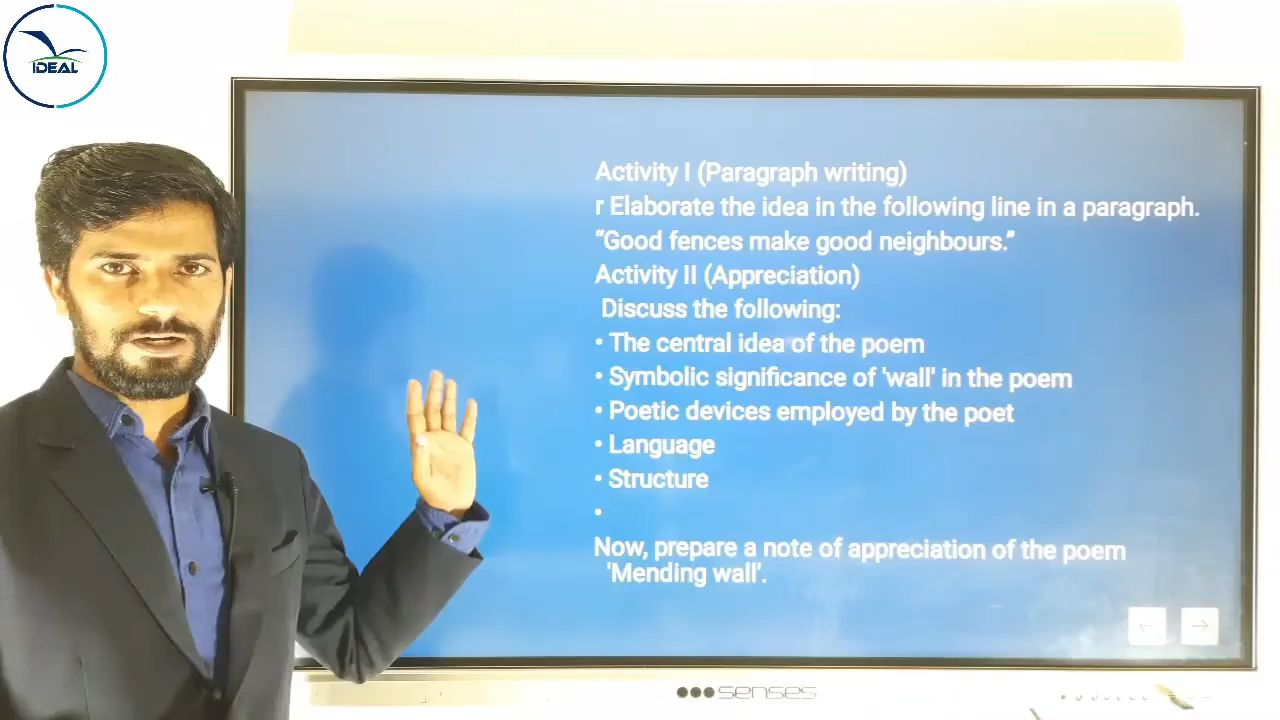 IDEAL
Activity I (Paragraph writing)
r Elaborate the idea in the following line in a paragraph.
“Good fences make good neighbours.”
Activity II (Appreciation)
Discuss the following:
• The central idea of the poem
• Symbolic significance of 'wall' in the poem
• Poetic devices employed by the poet
• Language
• Structure
•
Now, prepare a note of appreciation of the poem
'Mending wall'.
senses